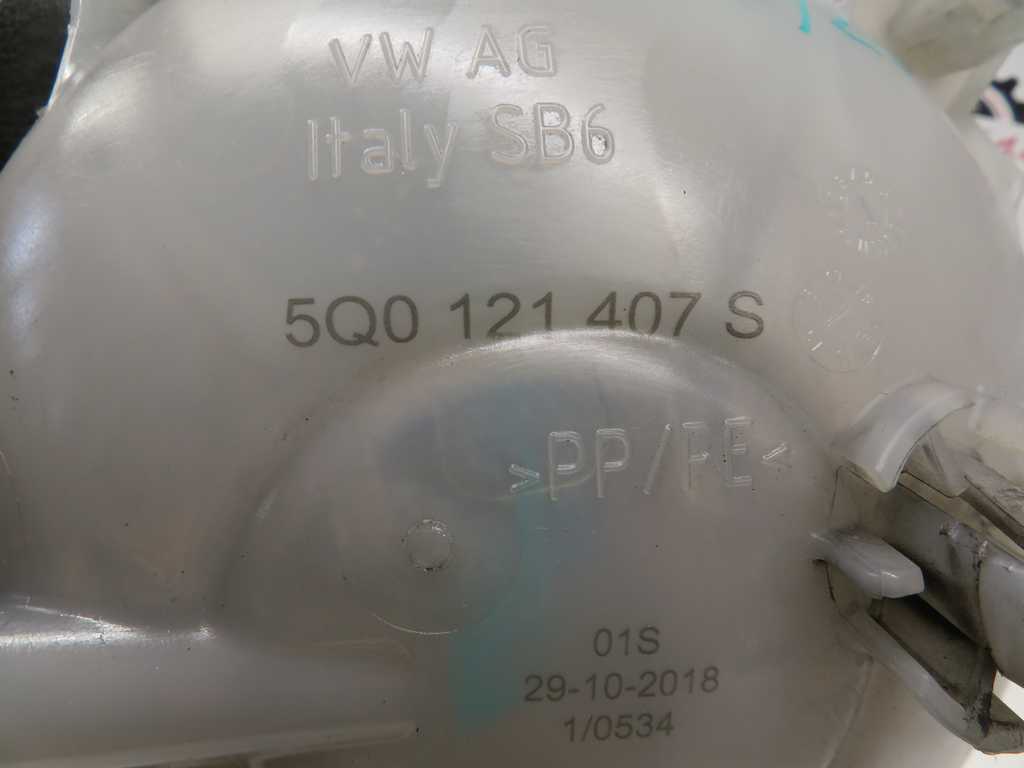 VW AG
Italy SB6
5Q0 121 407 S
>PP/PE<
01S
29-10-2018
1/0534